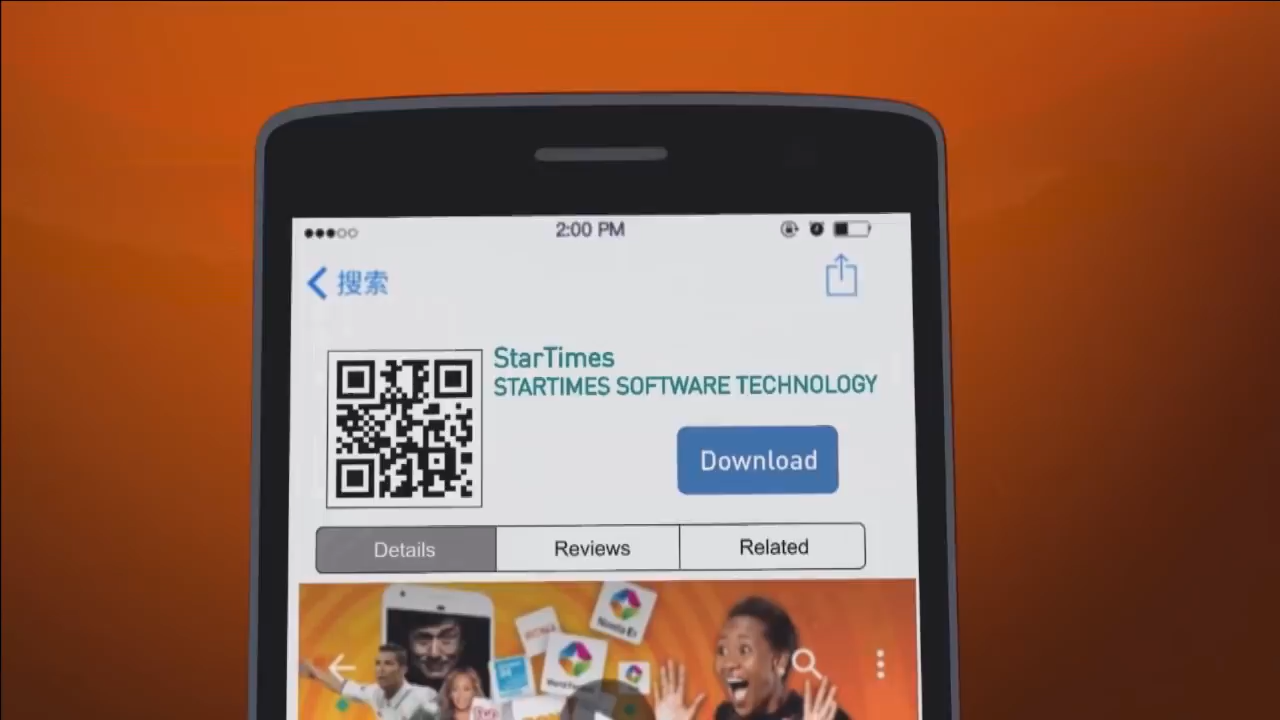 2:00 PM
搜索
StarTimes
STARTIMES SOFTWARE TECHNOLOGY
Download
Details
Reviews
Related